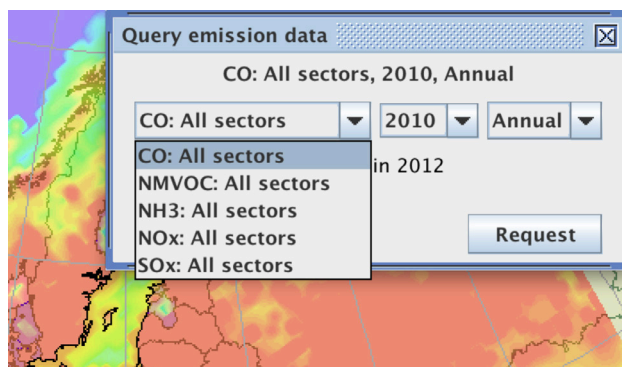 Query emission data
CO: All sectors, 2010, Annual
CO: All sectors 2010 Annual
CO: All sectors
in 2012
NMVOC: All sectors
NH3: All sectors
NOx: All sectors
Request
SOx: All sectors